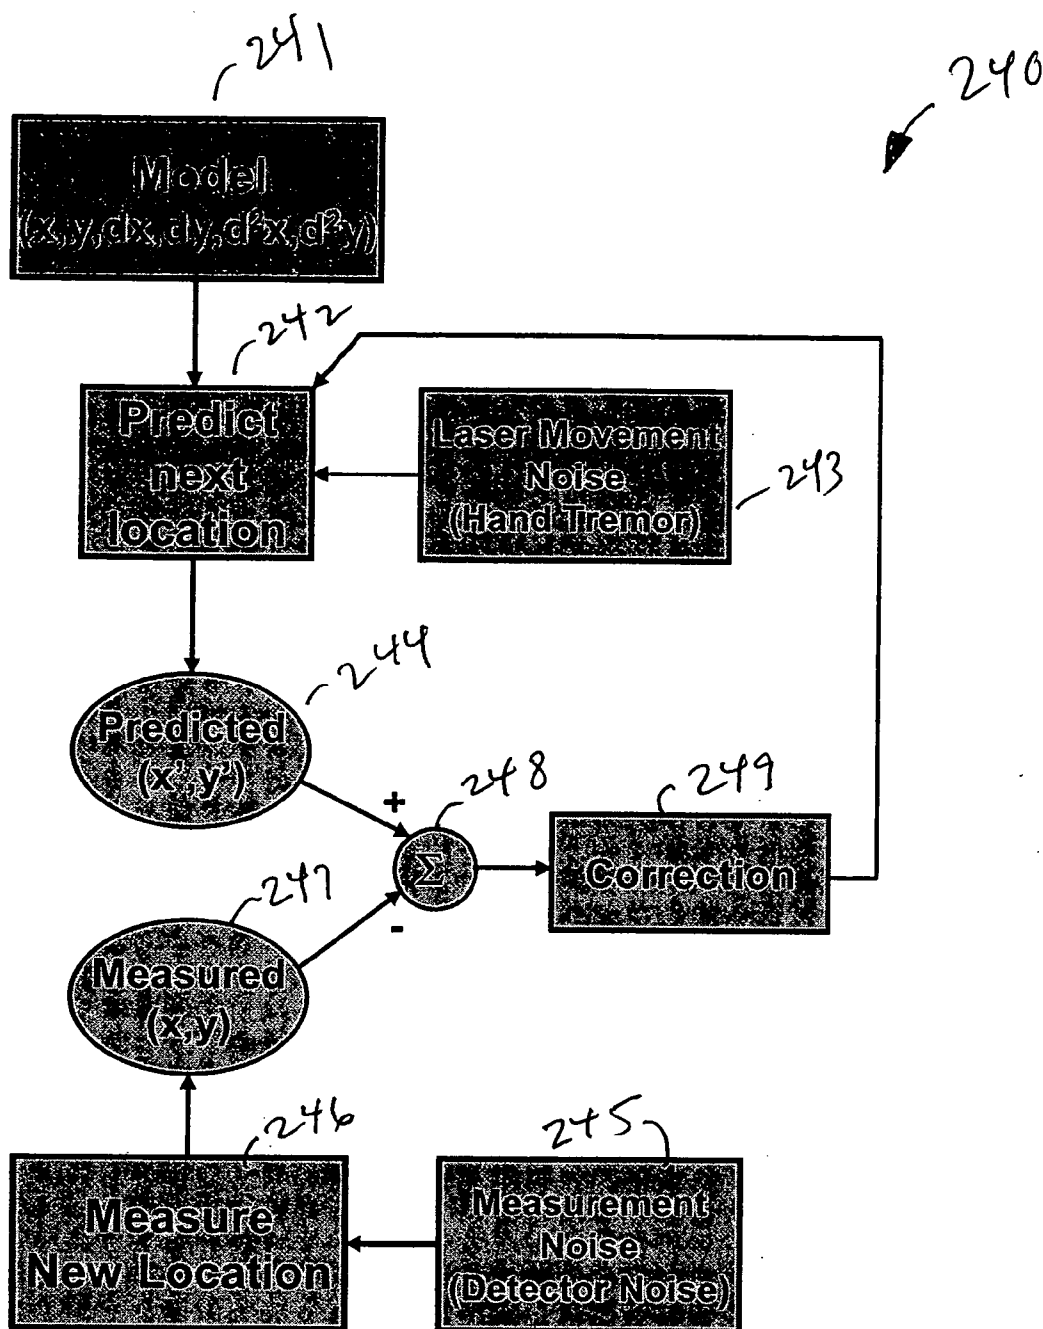 241
240
Model
(x,y,dx,dy,d²x,d²y)
242
Predict
next
location
Laser Movement
Noise
(Hand Tremor)
243
244
Predicted
(x',y')
+
248
249
Σ
Correction
247
-
Measured
(x,y)
246
245
Measure
New Location
Measurement
Noise
(Detector Noise)